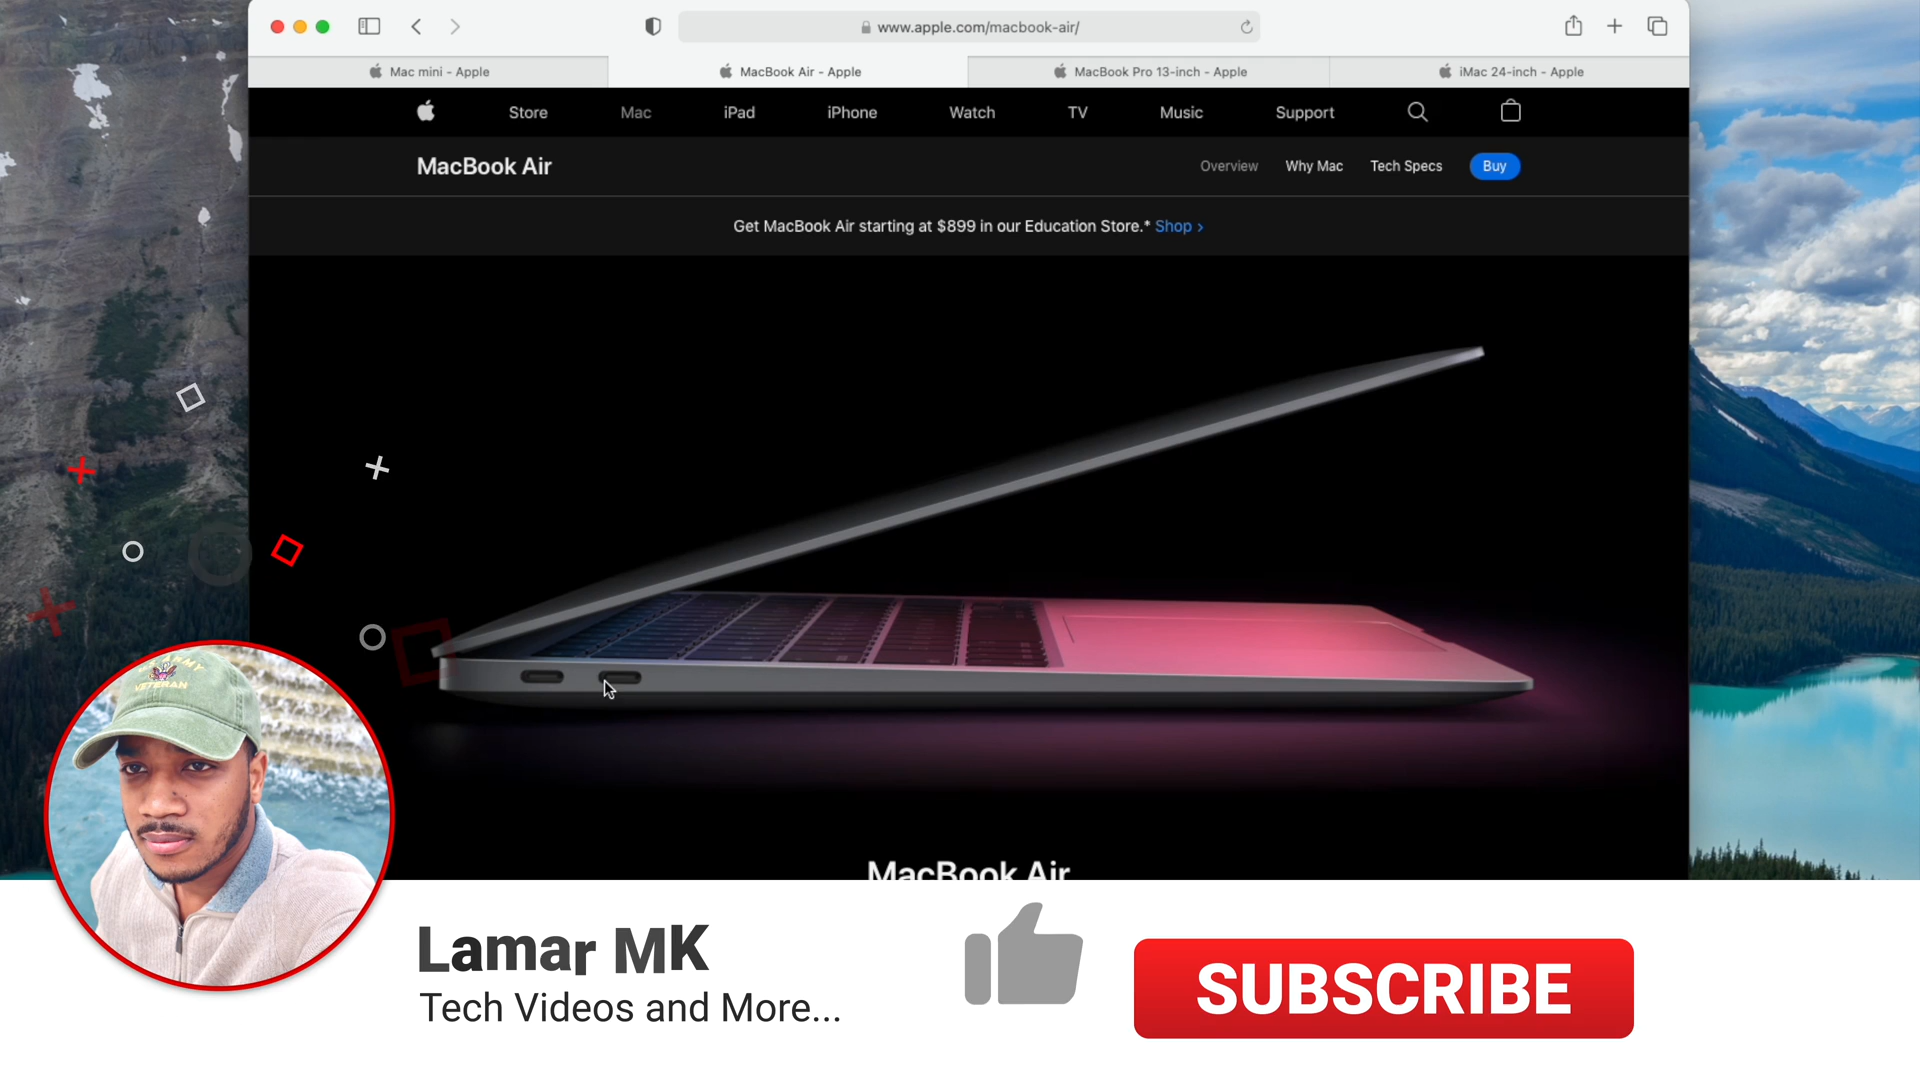 www.apple.com/macbook-air/
Mac mini - Apple
MacBook Air - Apple
MacBook Pro 13-inch - Apple
iMac 24-inch - Apple
Store
Mac
iPad
iPhone
Watch
TV
Music
Support
MacBook Air
Overview
Why Mac
Tech Specs
Buy
Get MacBook Air starting at $899 in our Education Store.* Shop >
MacBook Air
VETERAN
Lamar MK
Tech Videos and More...
SUBSCRIBE